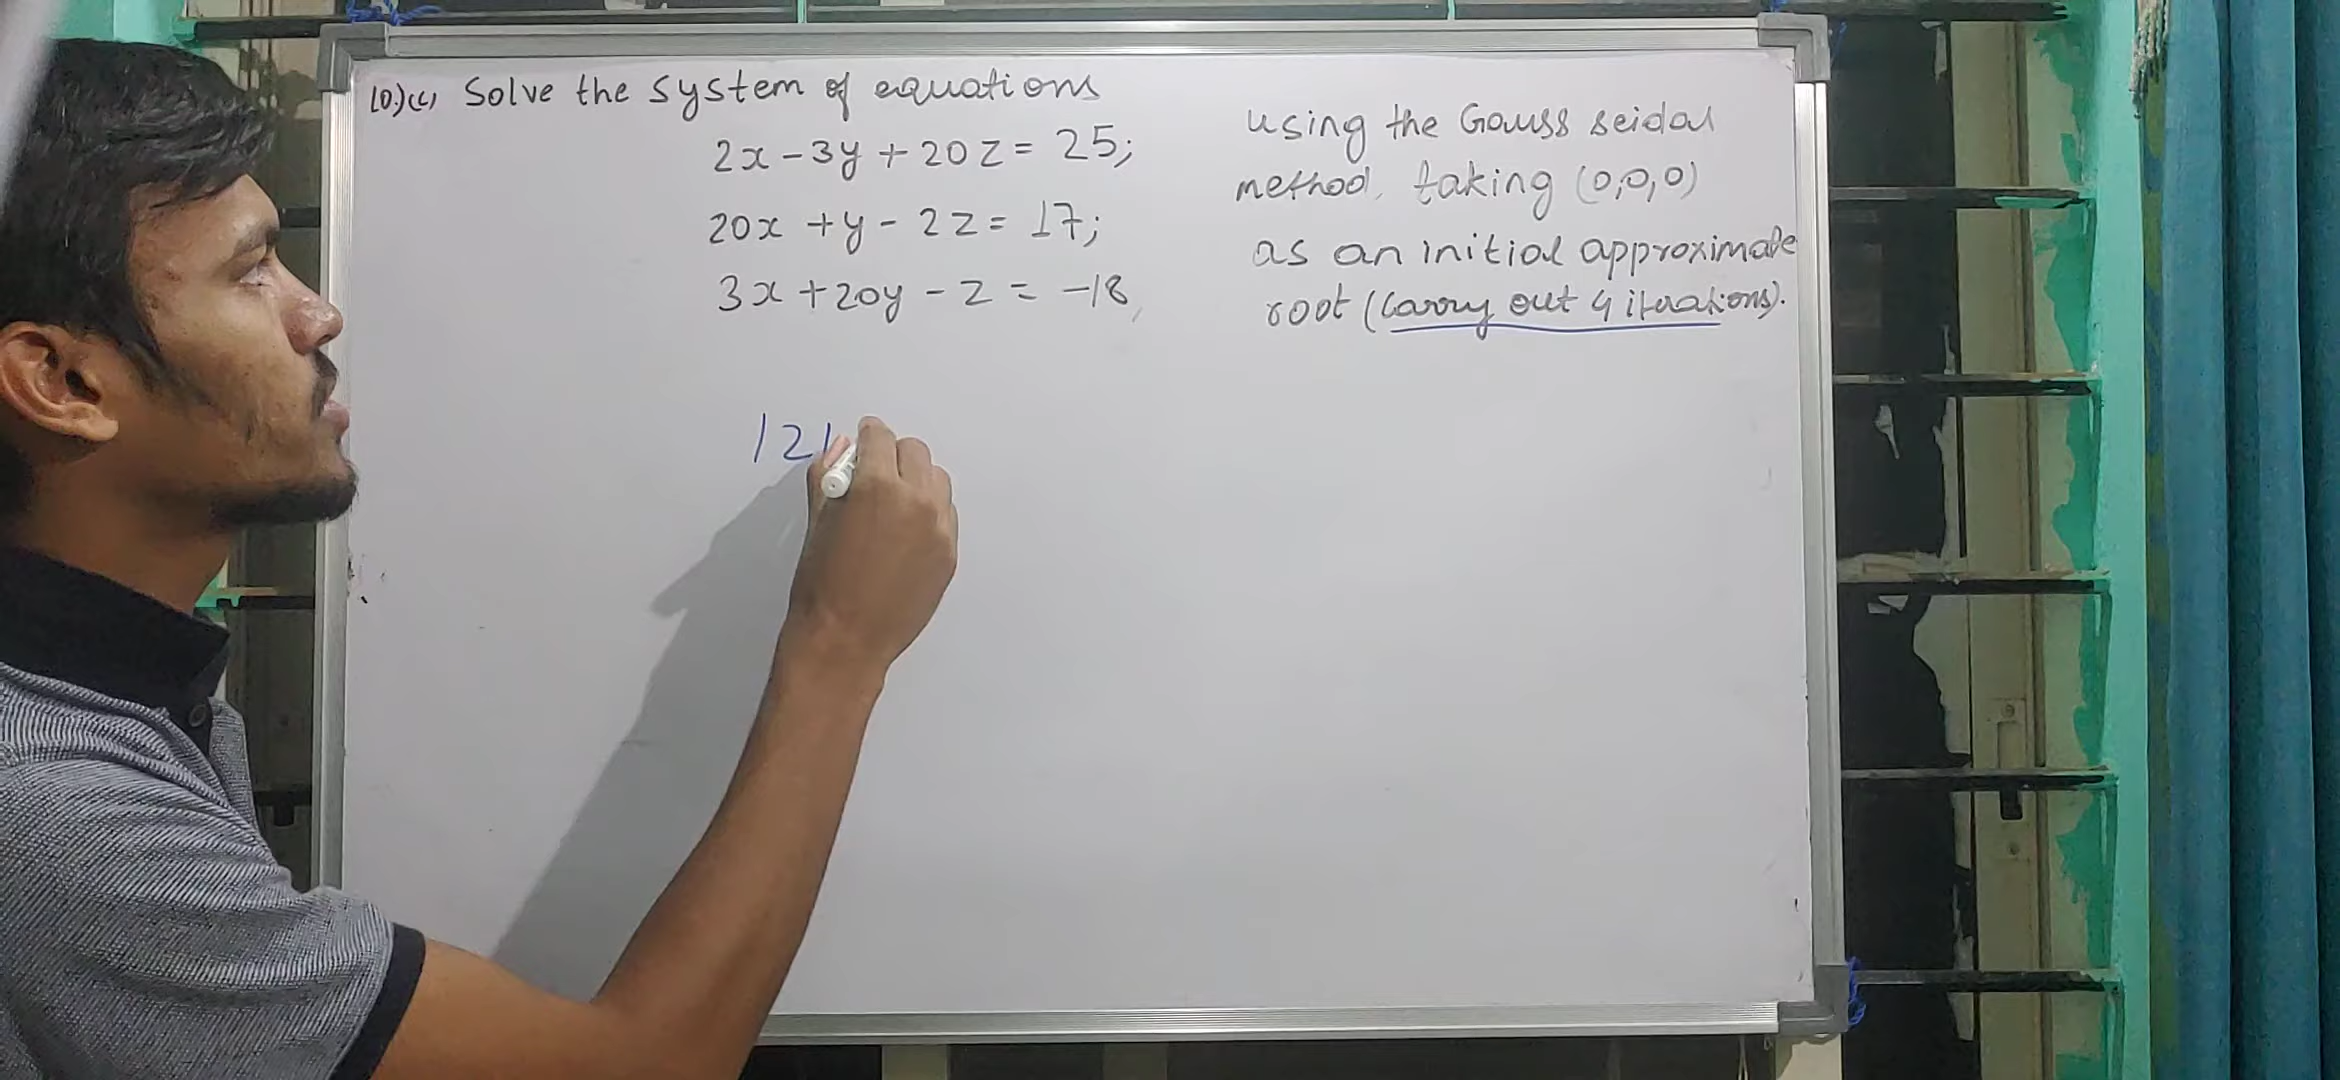 10.)(c) Solve the system of equations
2x - 3y + 20z = 25;
20x + y - 2z = 17;
3x + 20y - z = -18,
using the Gauss seidal
method, taking (0,0,0)
as an initial approximate
root (Carry out 4 iterations).
|2|